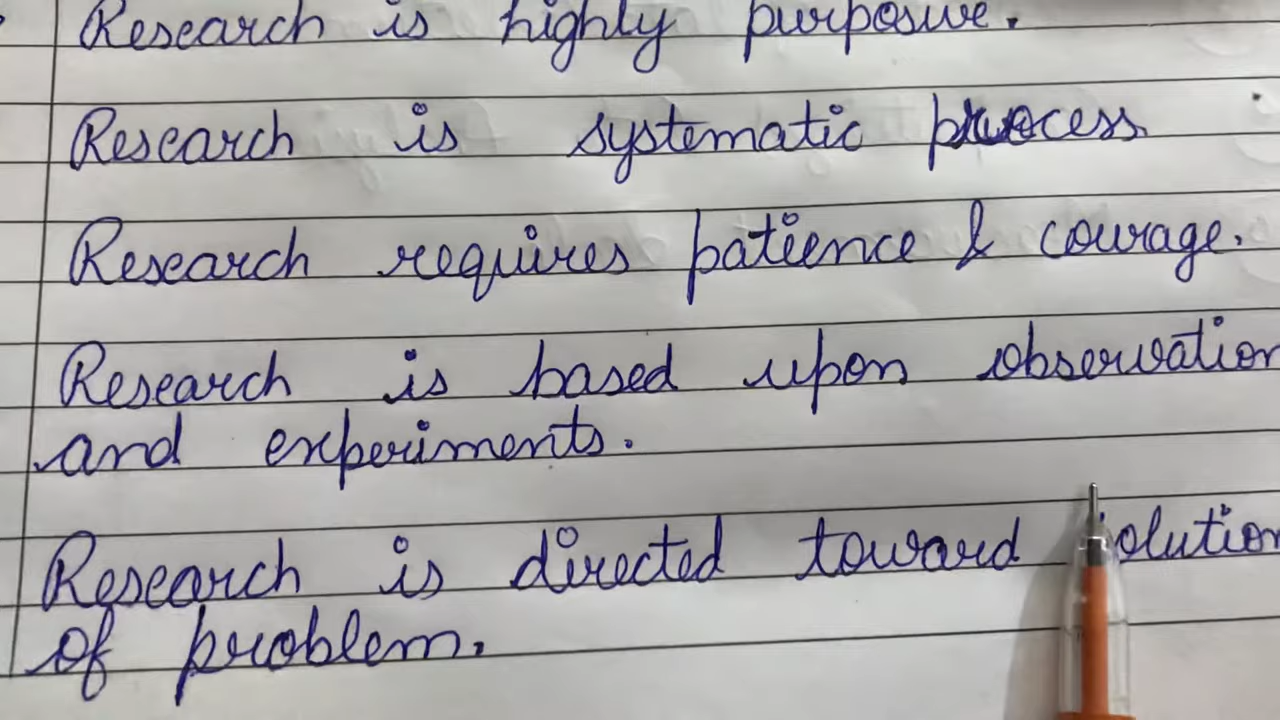 Research is highly purposive.
Research is systematic process
Research requires patience & courage.
Research is based upon observation
and experiments.
Research is directed toward solution
of problem.